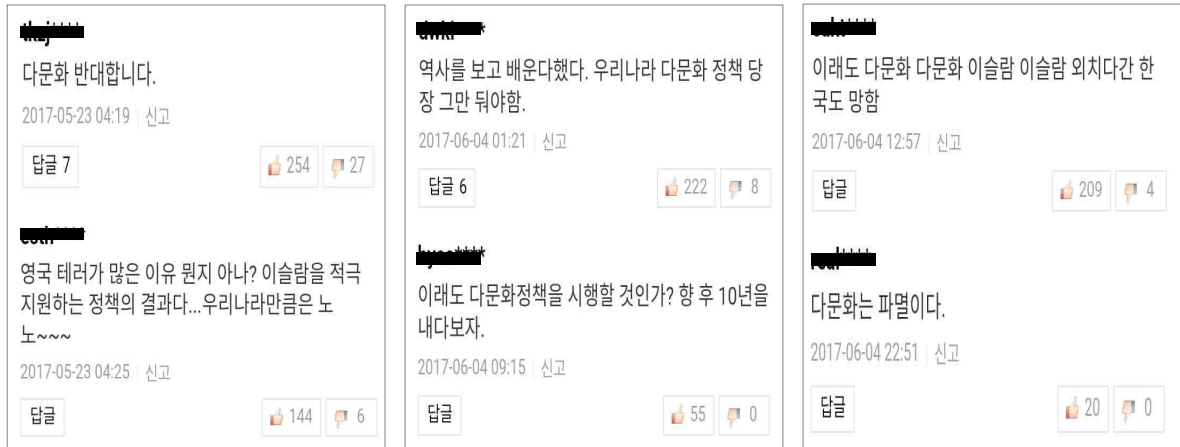 다문화 반대합니다.
2017-05-23 04:19 신고
답글 7
254
27
영국 테러가 많은 이유 뭔지 아나? 이슬람을 적극
지원하는 정책의 결과다...우리나라만큼은 노
노~~~
2017-05-23 04:25 신고
답글
144
6
역사를 보고 배운다했다. 우리나라 다문화 정책 당
장 그만 둬야함.
2017-06-04 01:21 신고
답글 6
222
8
이래도 다문화정책을 시행할 것인가? 향 후 10년을
내다보자.
2017-06-04 09:15 신고
답글
55
0
이래도 다문화 다문화 이슬람 이슬람 외치다간 한
국도 망함
2017-06-04 12:57 신고
답글
209
4
다문화는 파멸이다.
2017-06-04 22:51 신고
답글
20
0